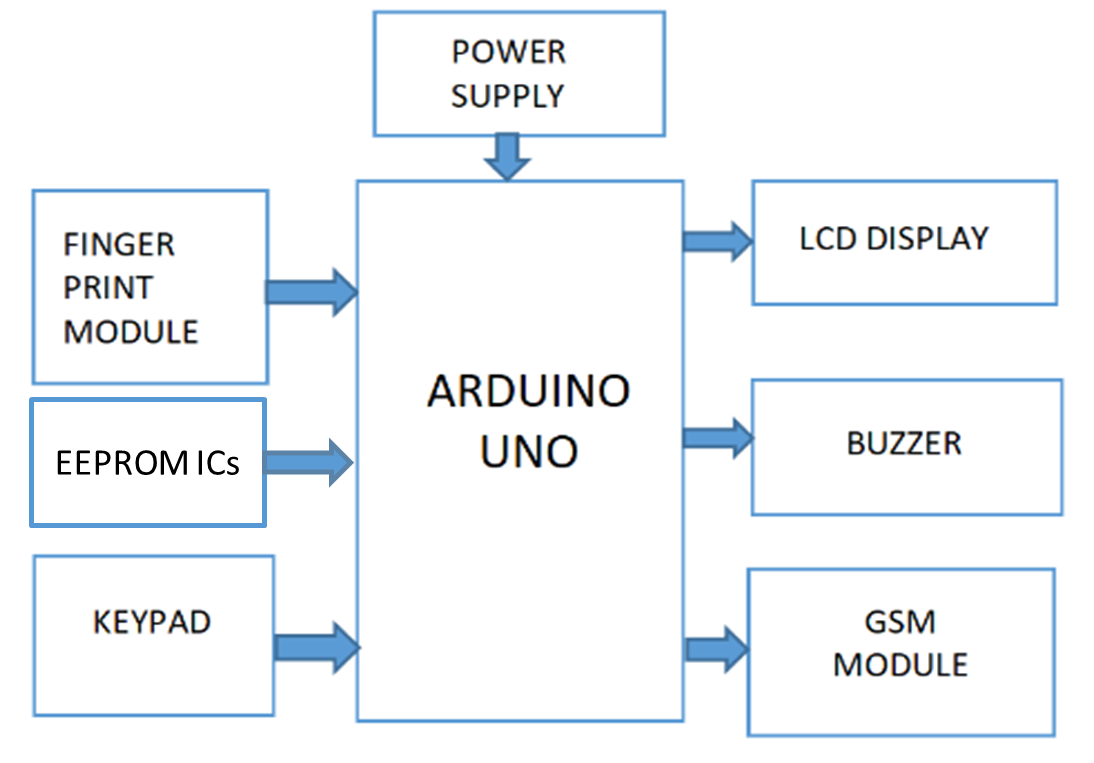 POWER
SUPPLY
FINGER
PRINT
MODULE
EEPROM ICs
KEYPAD
ARDUINO
UNO
LCD DISPLAY
BUZZER
GSM
MODULE